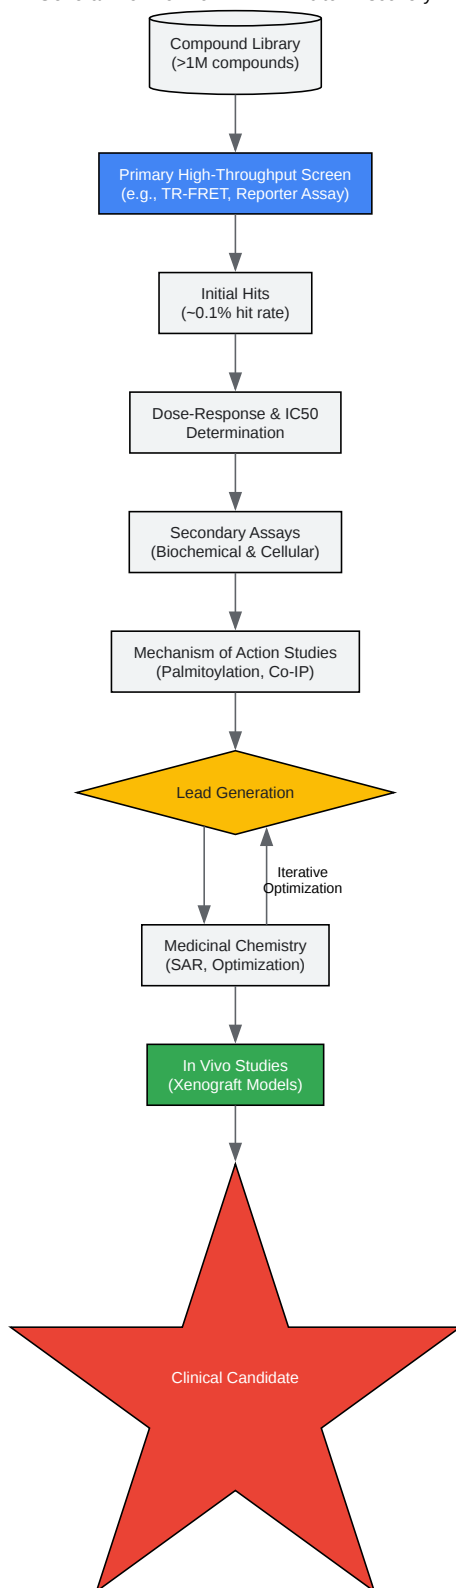 Compound Library
(>1M compounds)
Primary High-Throughput Screen
(e.g., TR-FRET, Reporter Assay)
Initial Hits
(~0.1% hit rate)
Dose-Response & IC50
Determination
Secondary Assays
(Biochemical & Cellular)
Mechanism of Action Studies
(Palmitoylation, Co-IP)
Lead Generation
Iterative
Optimization
Medicinal Chemistry
(SAR, Optimization)
In Vivo Studies
(Xenograft Models)
Clinical Candidate